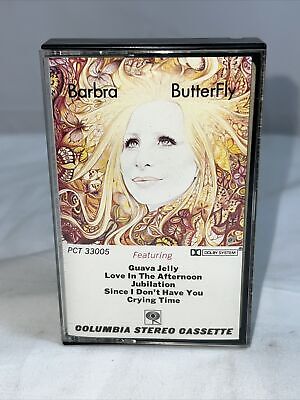 Barbra ButterFly
PCT 33005 Featuring DOLBY SYSTEM
Guava Jelly
Love In The Afternoon
Jubilation
Since I Don't Have You
Crying Time
COLUMBIA STEREO CASSETTE